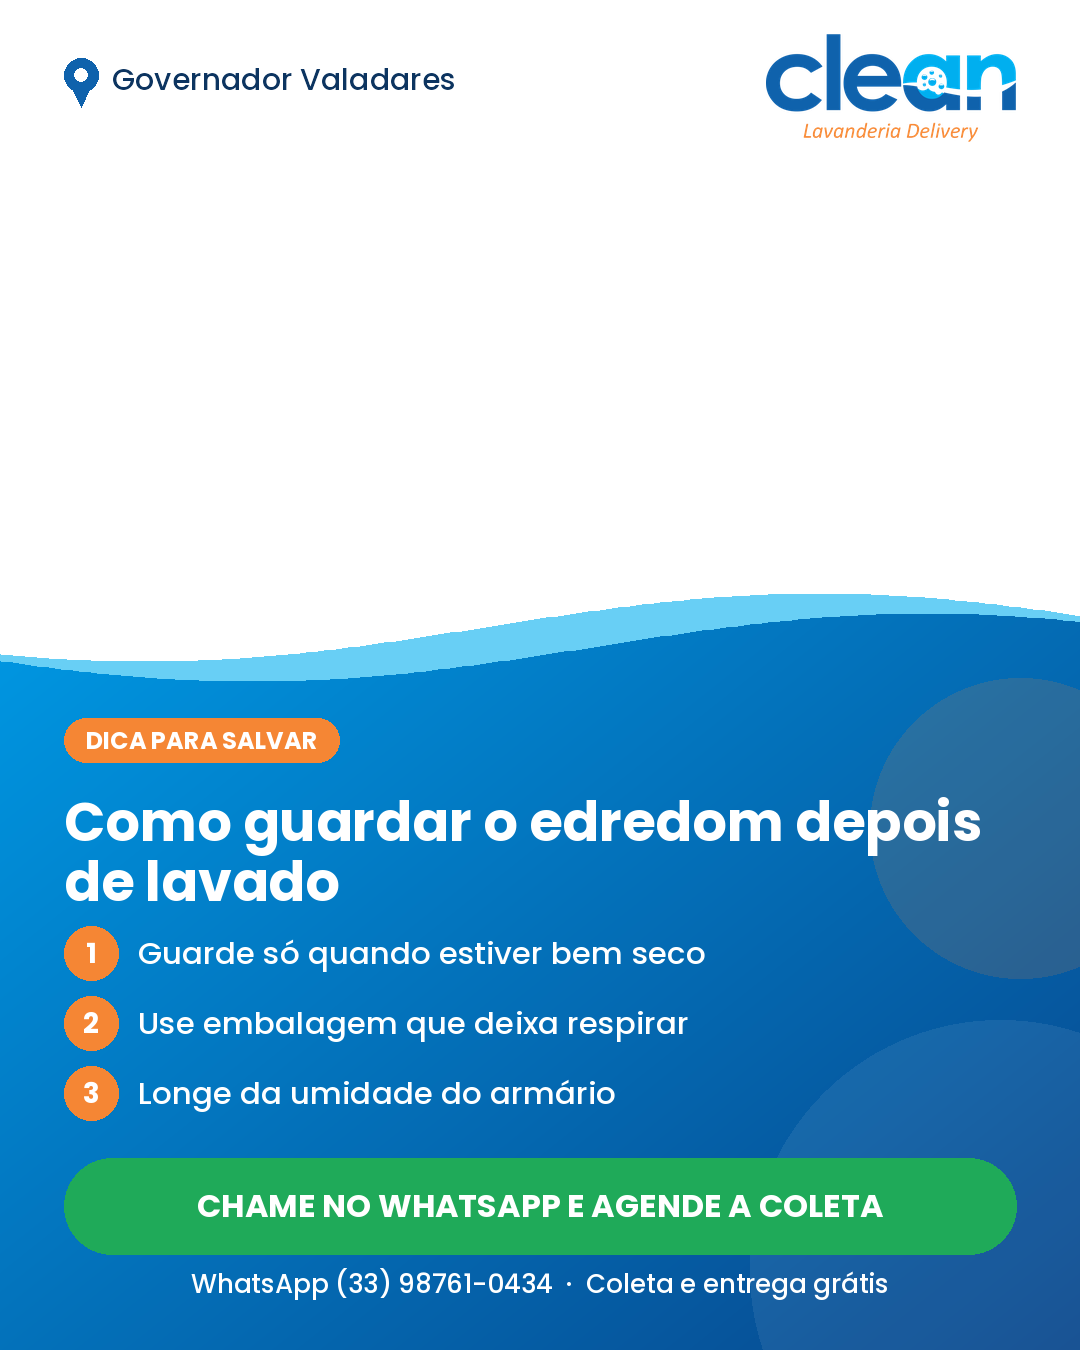 Governador Valadares
clean
Lavanderia Delivery
DICA PARA SALVAR
Como guardar o edredom depois
de lavado
1 Guarde só quando estiver bem seco
2 Use embalagem que deixa respirar
3 Longe da umidade do armário
CHAME NO WHATSAPP E AGENDE A COLETA
WhatsApp (33) 98761-0434 · Coleta e entrega grátis